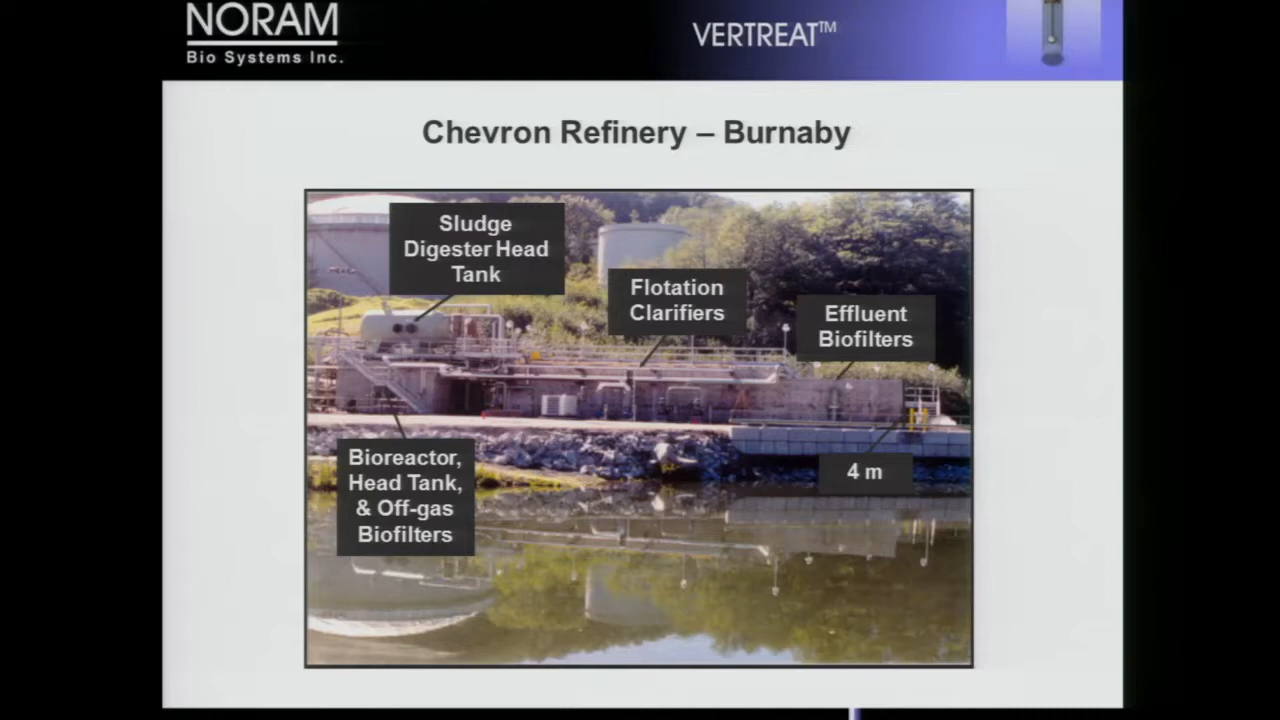 NORAM
Bio Systems Inc.
VERTREAT™
Chevron Refinery – Burnaby
Sludge
Digester Head
Tank
Flotation
Clarifiers
Effluent
Biofilters
Bioreactor,
Head Tank,
& Off-gas
Biofilters
4 m